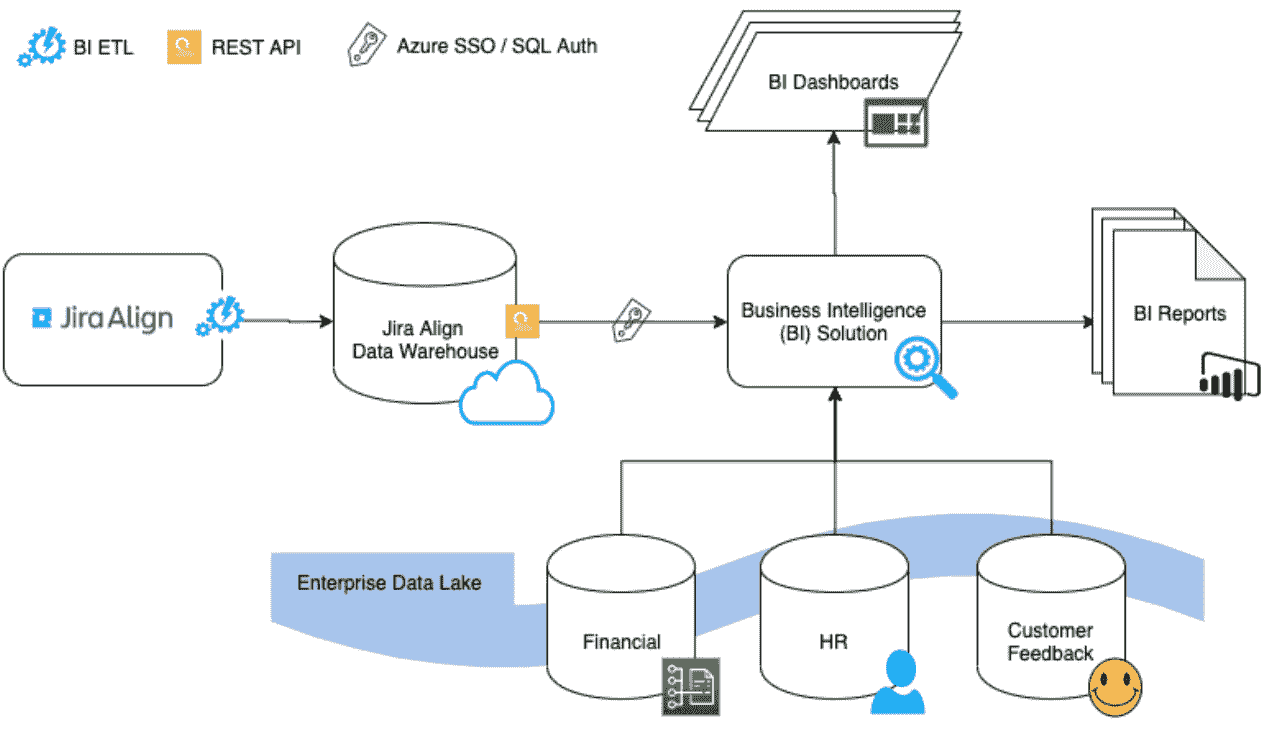 BI ETL
REST API
Azure SSO / SQL Auth
BI Dashboards
Jira Align
Jira Align
Data Warehouse
Business Intelligence
(BI) Solution
BI Reports
Enterprise Data Lake
Financial
HR
Customer
Feedback